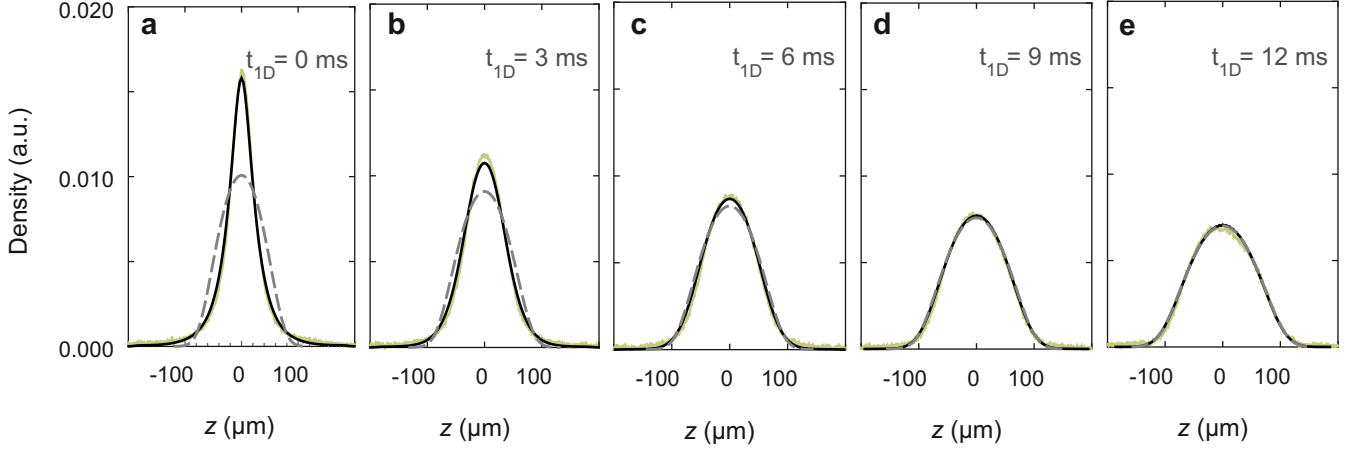 0.020
0.010
0.000
Density (a.u.)
a
t1D= 0 ms
-100 0 100
z (µm)
b
t1D= 3 ms
-100 0 100
z (µm)
c
t1D= 6 ms
-100 0 100
z (µm)
d
t1D= 9 ms
-100 0 100
z (µm)
e
t1D= 12 ms
-100 0 100
z (µm)